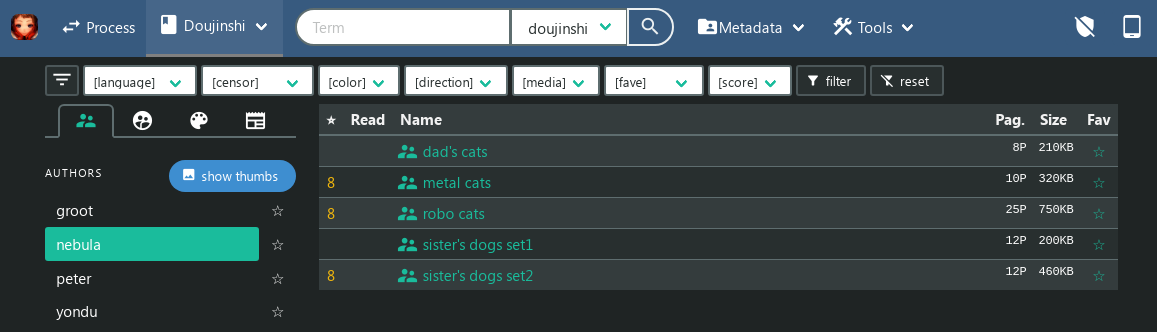 Process Doujinshi Term doujinshi Metadata Tools
[language] [censor] [color] [direction] [media] [fave] [score] filter reset
Read Name Pag. Size Fav
AUTHORS show thumbs
groot
nebula
peter
yondu
dad's cats 8P 210KB
8 metal cats 10P 320KB
8 robo cats 25P 750KB
sister's dogs set1 12P 200KB
8 sister's dogs set2 12P 460KB